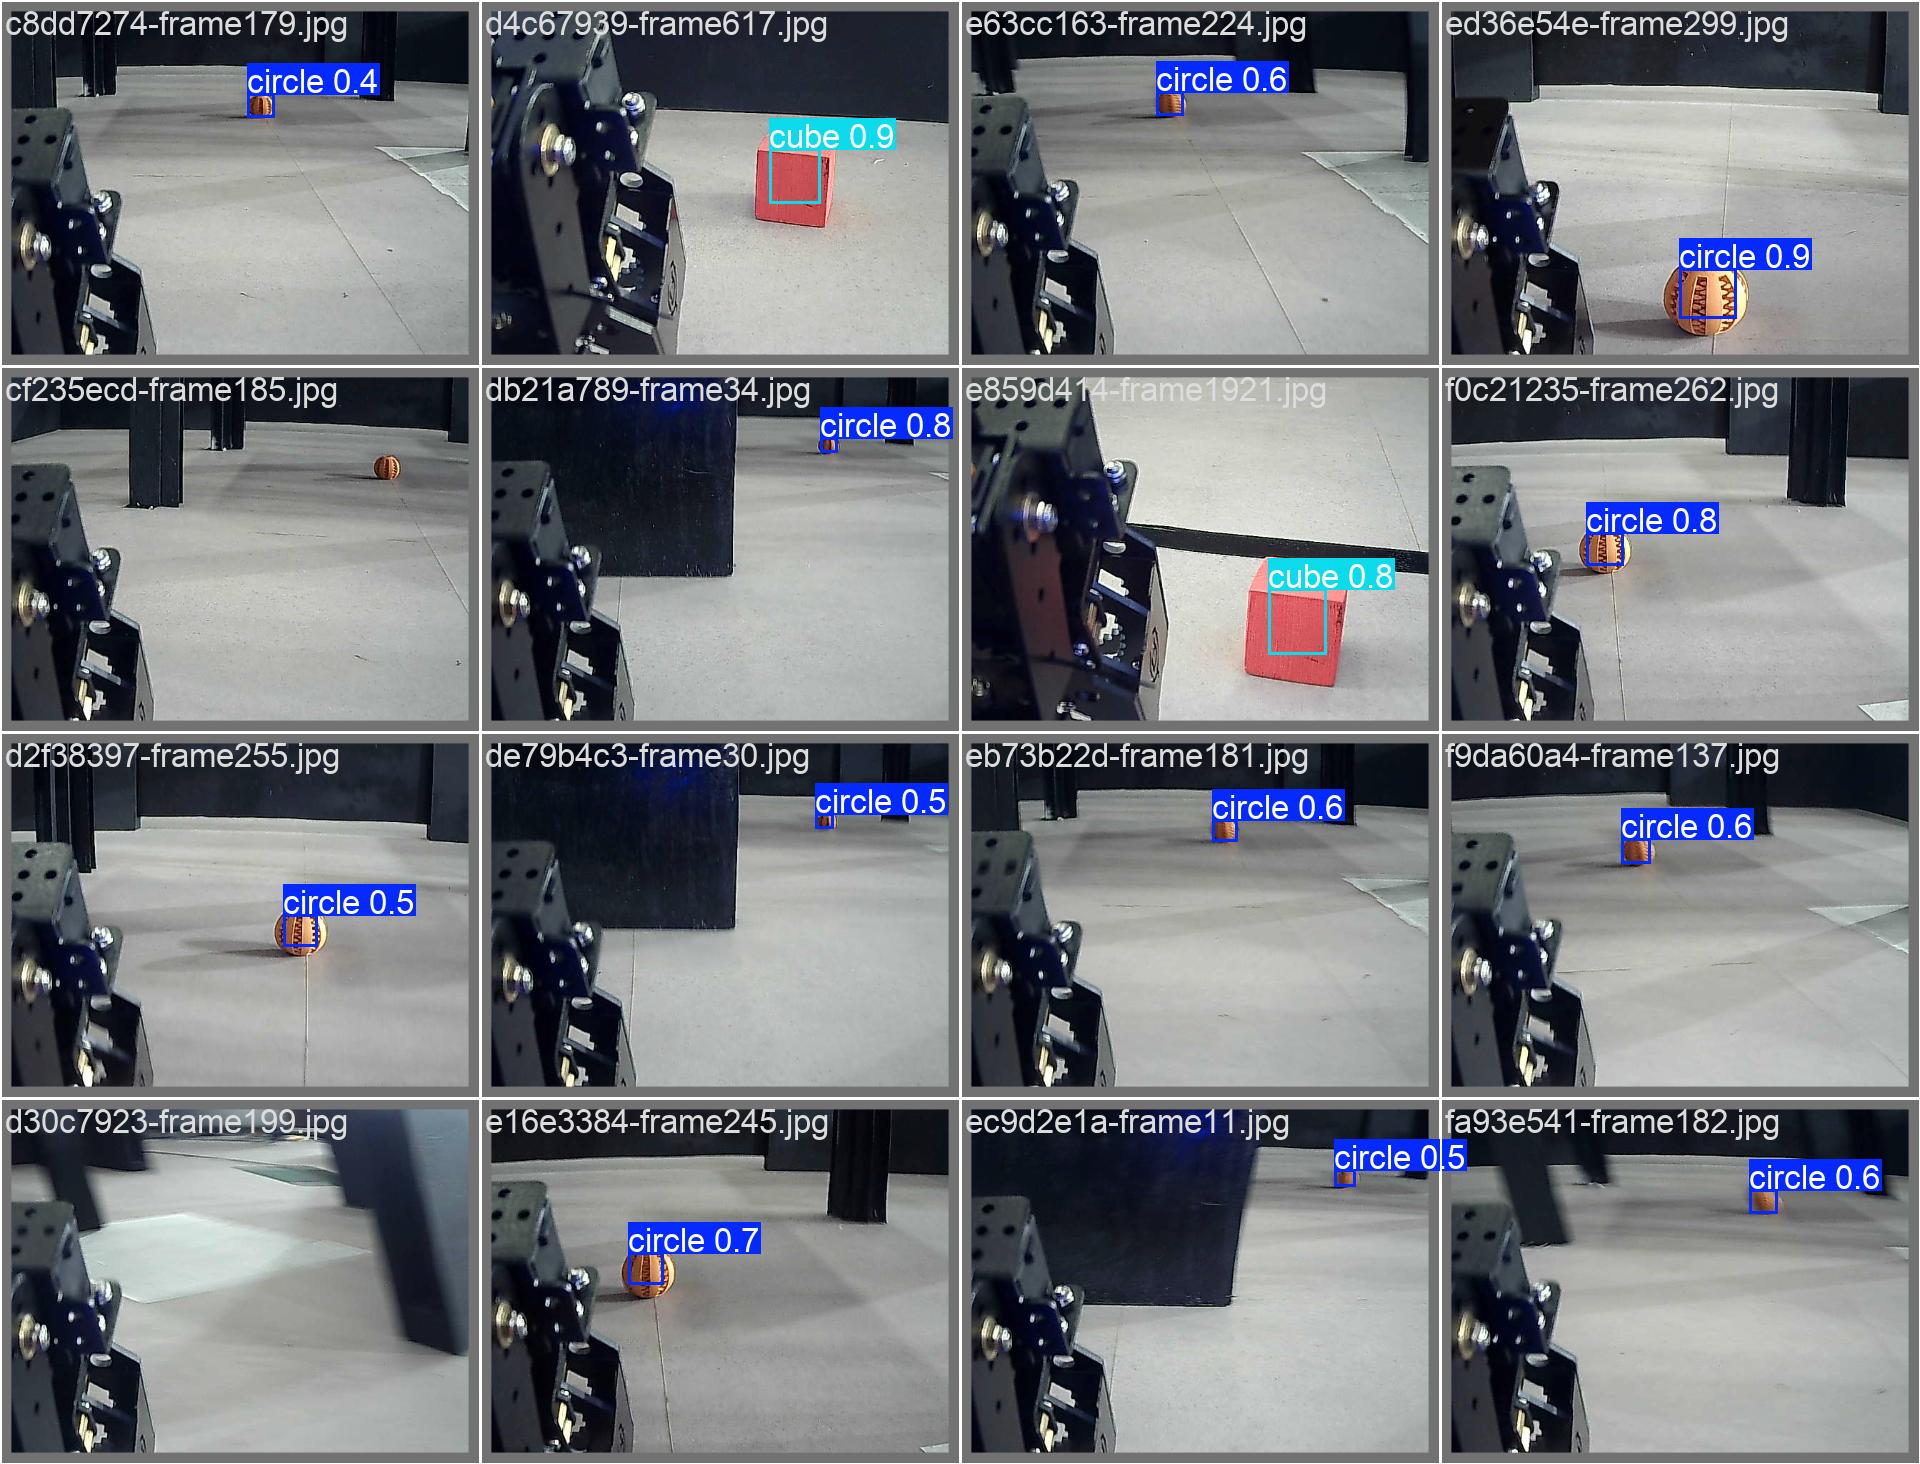 c8dd7274-frame179.jpg
circle 0.4
d4c67939-frame617.jpg
cube 0.9
e63cc163-frame224.jpg
circle 0.6
ed36e54e-frame299.jpg
circle 0.9
cf235ecd-frame185.jpg
db21a789-frame34.jpg
circle 0.8
e859d414-frame1921.jpg
cube 0.8
f0c21235-frame262.jpg
circle 0.8
d2f38397-frame255.jpg
circle 0.5
de79b4c3-frame30.jpg
circle 0.5
eb73b22d-frame181.jpg
circle 0.6
f9da60a4-frame137.jpg
circle 0.6
d30c7923-frame199.jpg
e16e3384-frame245.jpg
circle 0.7
ec9d2e1a-frame11.jpg
circle 0.5
fa93e541-frame182.jpg
circle 0.6